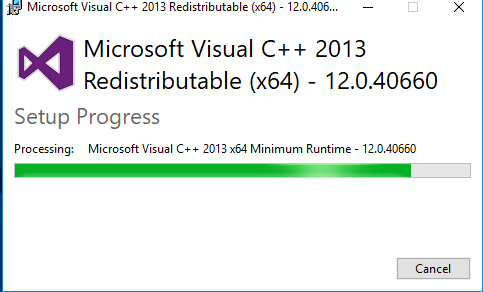 Microsoft Visual C++ 2013 Redistributable (x64) - 12.0.406...
Microsoft Visual C++ 2013
Redistributable (x64) - 12.0.40660
Setup Progress
Processing: Microsoft Visual C++ 2013 x64 Minimum Runtime - 12.0.40660
Cancel